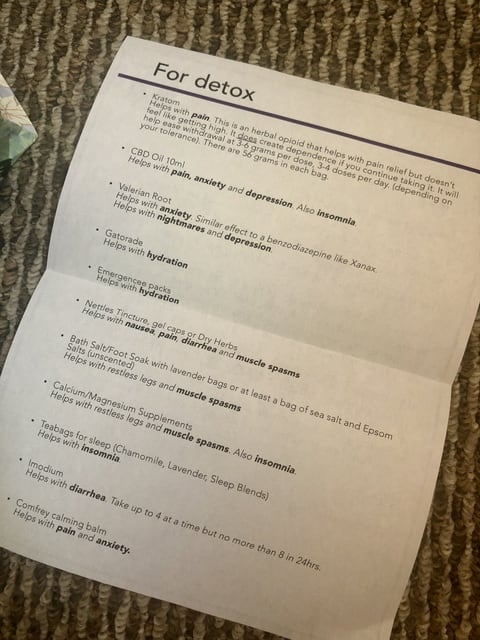 For detox
• Kratom
Helps with pain. This is an herbal opioid that helps with pain relief but doesn't
feel like getting high. It does create dependence if you continue taking it. It will
help ease withdrawal at 3-6 grams per dose, 3-4 doses per day. (depending on
your tolerance). There are 56 grams in each bag.
• CBD Oil 10ml
Helps with pain, anxiety and depression. Also insomnia.
• Valerian Root
Helps with anxiety. Similar effect to a benzodiazepine like Xanax.
Helps with nightmares and depression.
• Gatorade
Helps with hydration
• Emergencee packs
Helps with hydration
• Nettles Tincture, gel caps or Dry Herbs
Helps with nausea, pain, diarrhea and muscle spasms
• Bath Salt/Foot Soak with lavender bags or at least a bag of sea salt and Epsom
Salts (unscented)
Helps with restless legs and muscle spasms
• Calcium/Magnesium Supplements
Helps with restless legs and muscle spasms. Also insomnia.
• Teabags for sleep (Chamomile, Lavender, Sleep Blends)
Helps with insomnia.
• Imodium
Helps with diarrhea. Take up to 4 at a time but no more than 8 in 24hrs.
• Comfrey calming balm
Helps with pain and anxiety.